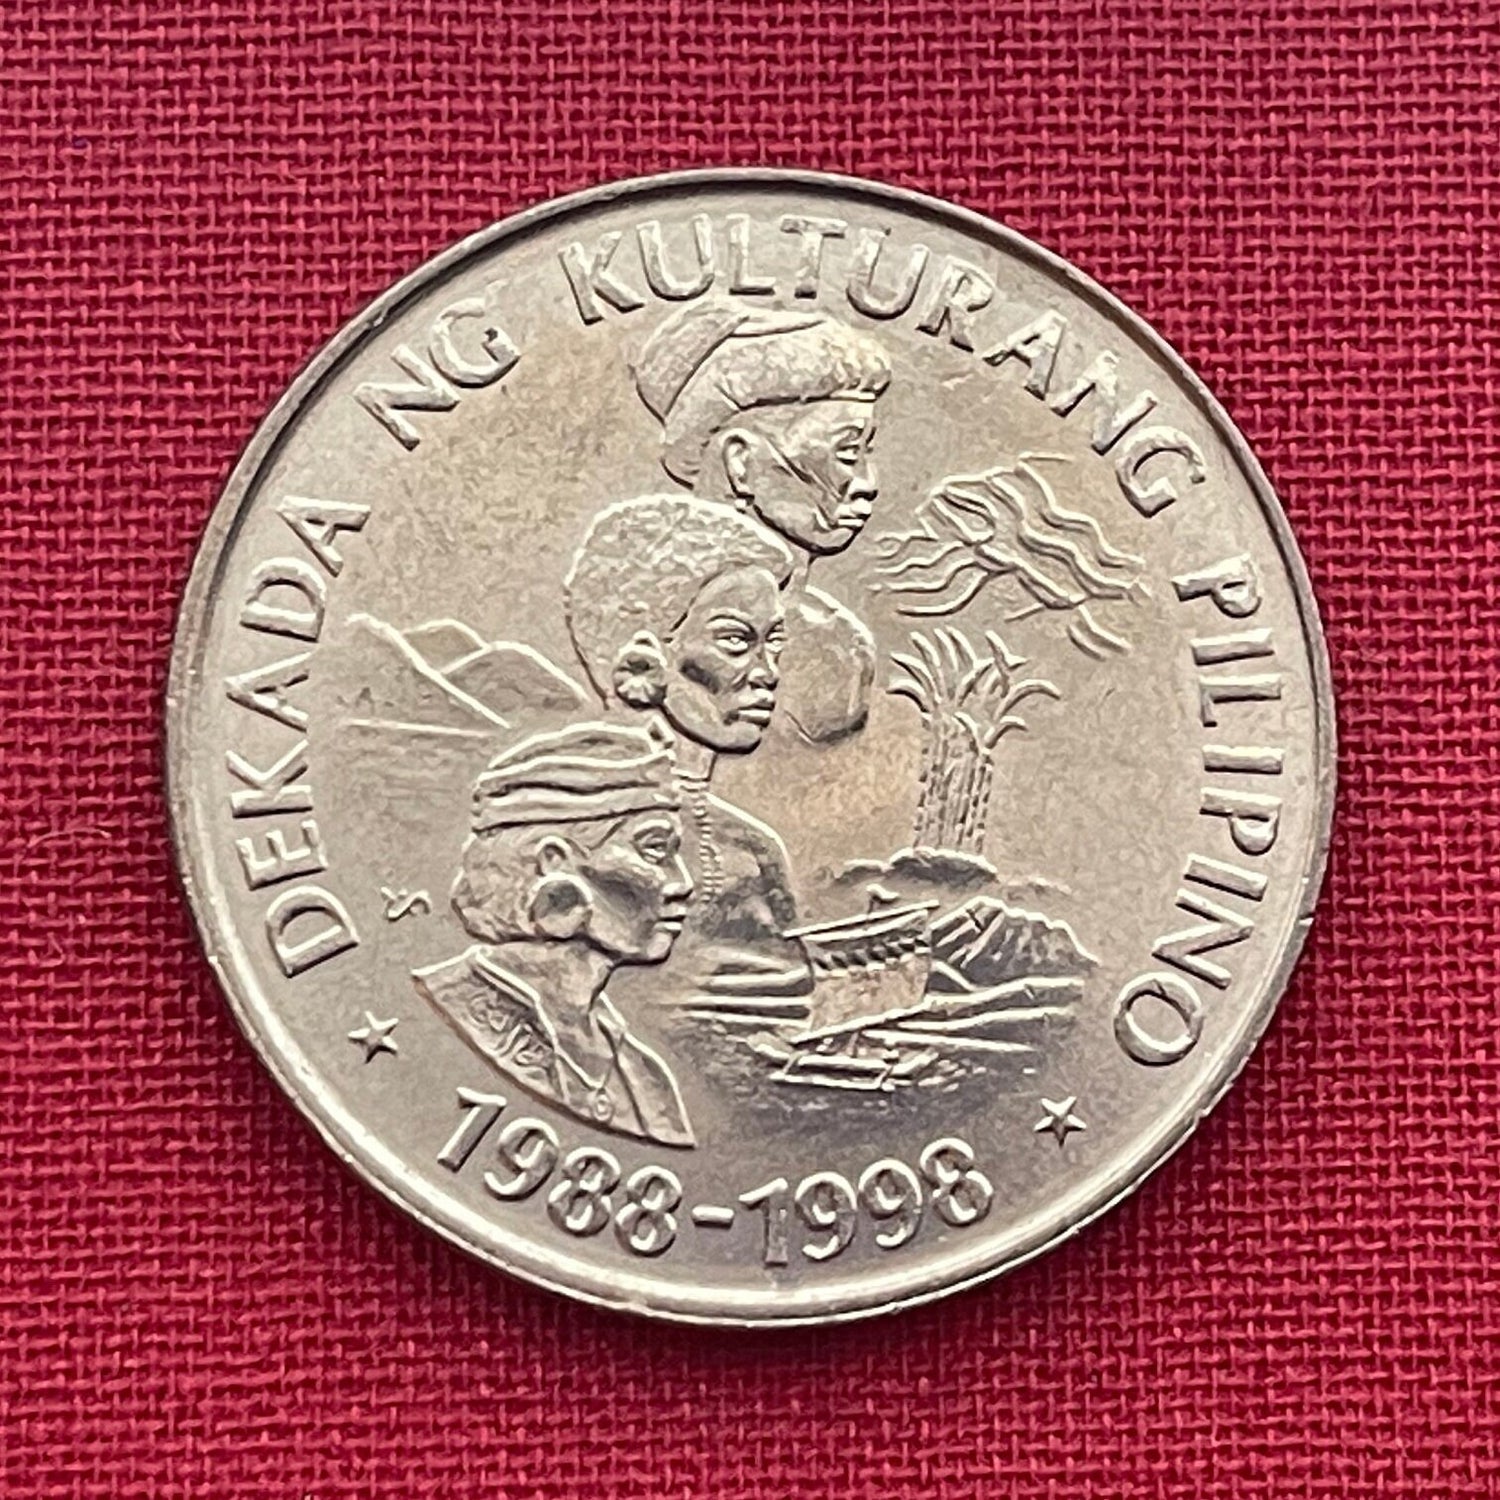 DEKADA NG KULTURANG PILIPINO
1988-1998